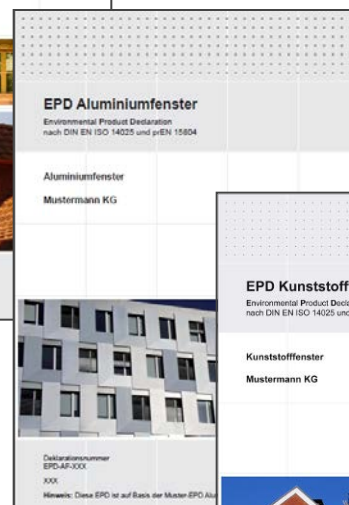 EPD Aluminiumfenster
Environmental Product Declaration
nach DIN EN ISO 14025 und prEN 15804
Aluminiumfenster
Mustermann KG
Deklarationsnummer
EPD-AF-XXX
XXX
Hinweis: Diese EPD ist auf Basis der Muster-EPD Alu
EPD Kunststofff
Environmental Product Decla
nach DIN EN ISO 14025 und
Kunststofffenster
Mustermann KG